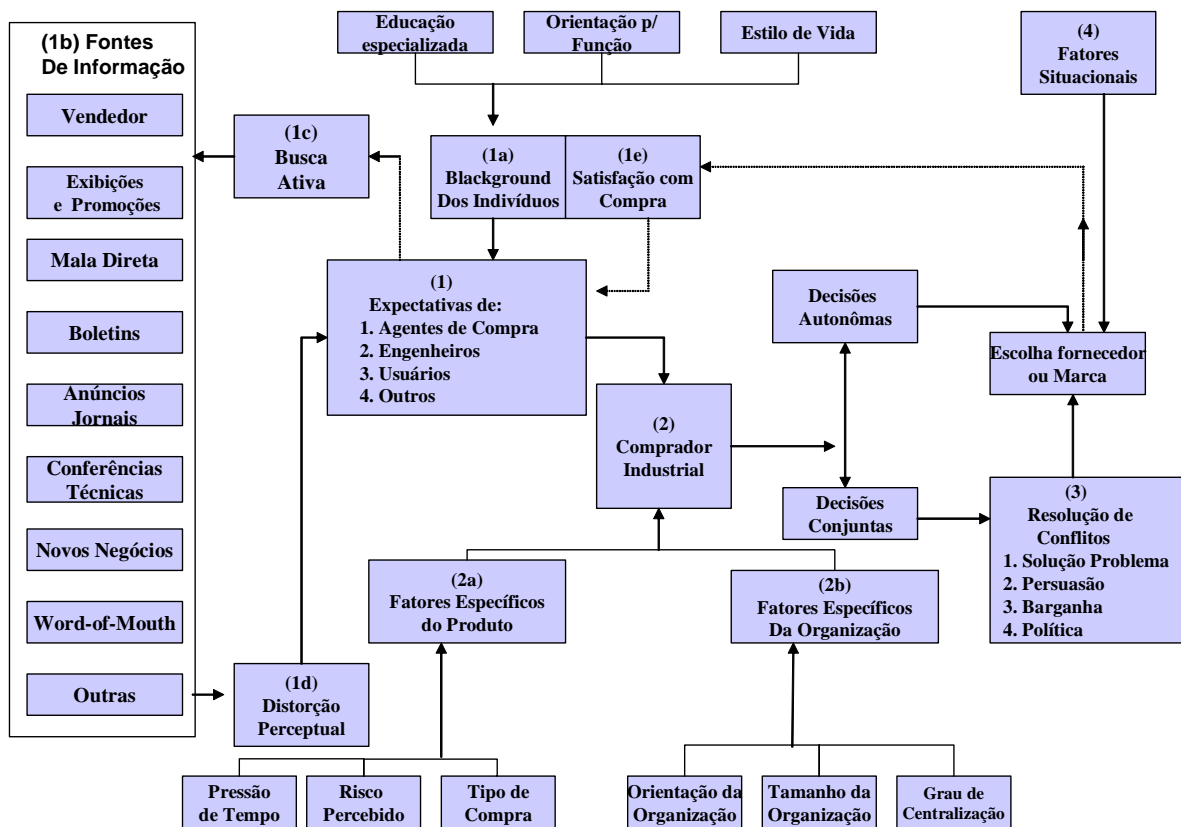 (1b) Fontes
De Informação
Vendedor
Exibições
e Promoções
Mala Direta
Boletins
Anúncios
Jornais
Conferências
Técnicas
Novos Negócios
Word-of-Mouth
Outras
(1c)
Busca
Ativa
Educação
especializada
Orientação p/
Função
Estilo de Vida
(4)
Fatores
Situacionais
(1a)
Blackground
Dos Indivíduos
(1e)
Satisfação com
Compra
(1)
Expectativas de:
1. Agentes de Compra
2. Engenheiros
3. Usuários
4. Outros
Decisões
Autonômas
Escolha fornecedor
ou Marca
(2)
Comprador
Industrial
Decisões
Conjuntas
(3)
Resolução de
Conflitos
1. Solução Problema
2. Persuasão
3. Barganha
4. Política
(2a)
Fatores Específicos
do Produto
(2b)
Fatores Específicos
Da Organização
(1d)
Distorção
Perceptual
Pressão
de Tempo
Risco
Percebido
Tipo de
Compra
Orientação da
Organização
Tamanho da
Organização
Grau de
Centralização